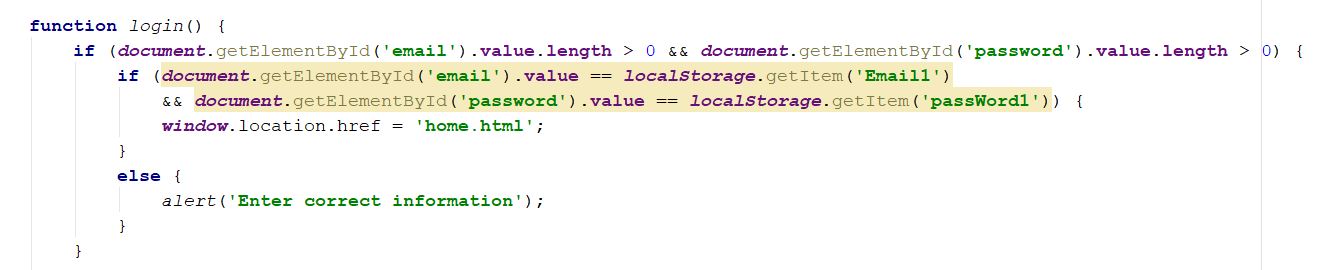 function login() {
if (document.getElementById('email').value.length > 0 && document.getElementById('password').value.length > 0) {
if (document.getElementById('email').value == localStorage.getItem('Email1')
&& document.getElementById('password').value == localStorage.getItem('passWord1')) {
window.location.href = 'home.html';
}
else {
alert('Enter correct information');
}
}